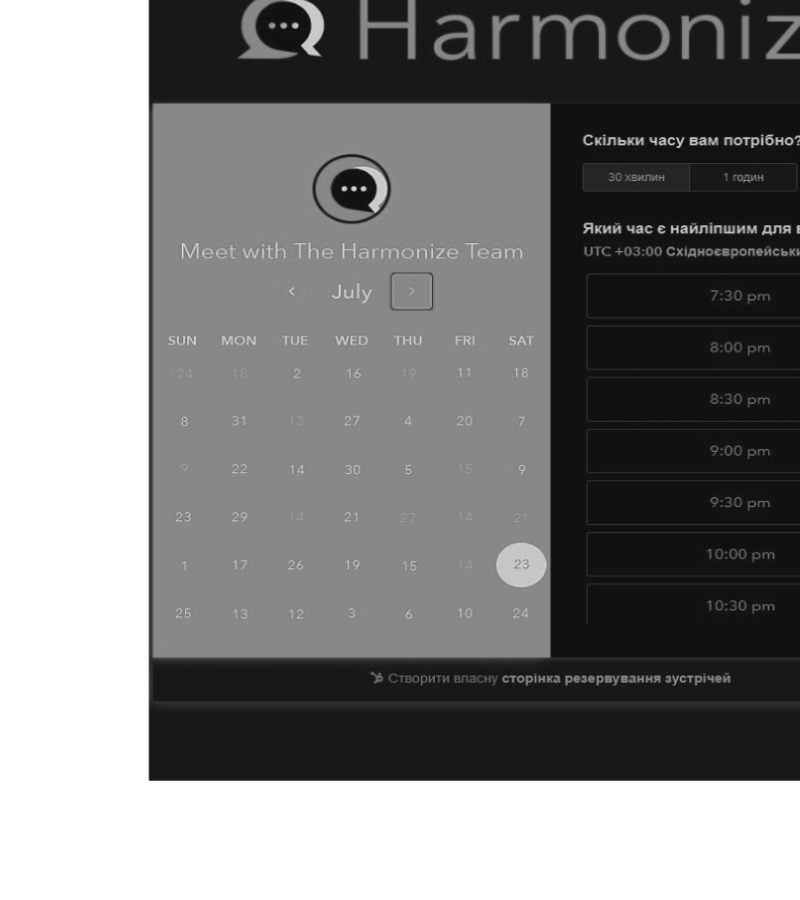 Harmoniz
Meet with The Harmonize Team
‹ July ›
SUN MON TUE WED THU FRI SAT
24 18 2 16 19 11 18
8 31 13 27 4 20 7
9 22 14 30 5 15 9
23 29 14 21 27 14 21
1 17 26 19 15 14 23
25 13 12 3 6 10 24
Скільки часу вам потрібно?
30 хвилин 1 годин
Який час є найліпшим для
UTC +03:00 Східноєвропейськи
7:30 pm
8:00 pm
8:30 pm
9:00 pm
9:30 pm
10:00 pm
10:30 pm
Створити власну сторінка резервування зустрічей